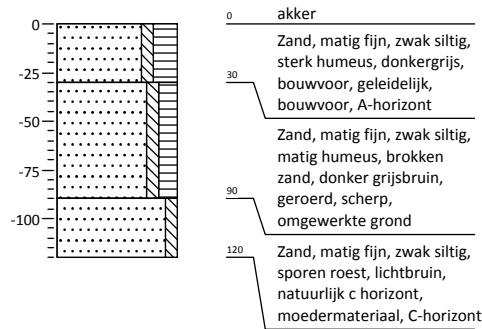 0
-25
-50
-75
-100
0 akker
Zand, matig fijn, zwak siltig,
sterk humeus, donkergrijs,
bouwvoor, geleidelijk,
bouwvoor, A-horizont
30
Zand, matig fijn, zwak siltig,
matig humeus, brokken
zand, donker grijsbruin,
geroerd, scherp,
omgewerkte grond
90
Zand, matig fijn, zwak siltig,
sporen roest, lichtbruin,
natuurlijk c horizont,
moedermateriaal, C-horizont
120